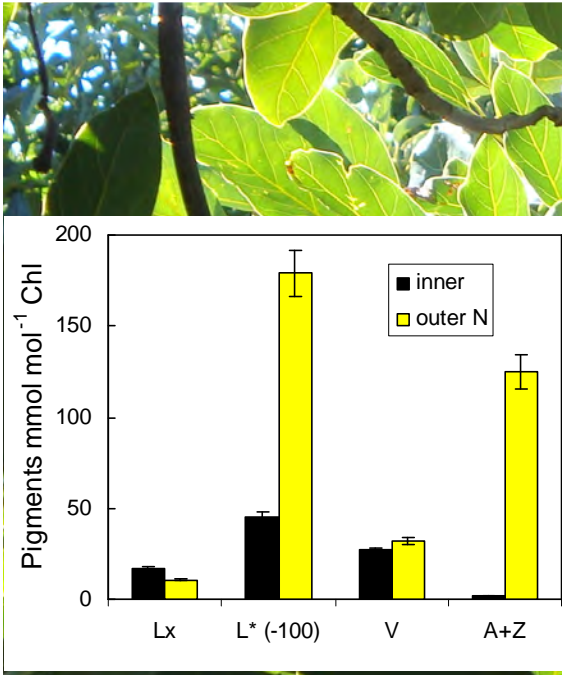 200
150
100
50
0
Pigments mmol mol⁻¹ Chl
inner
outer N
Lx
L* (-100)
V
A+Z